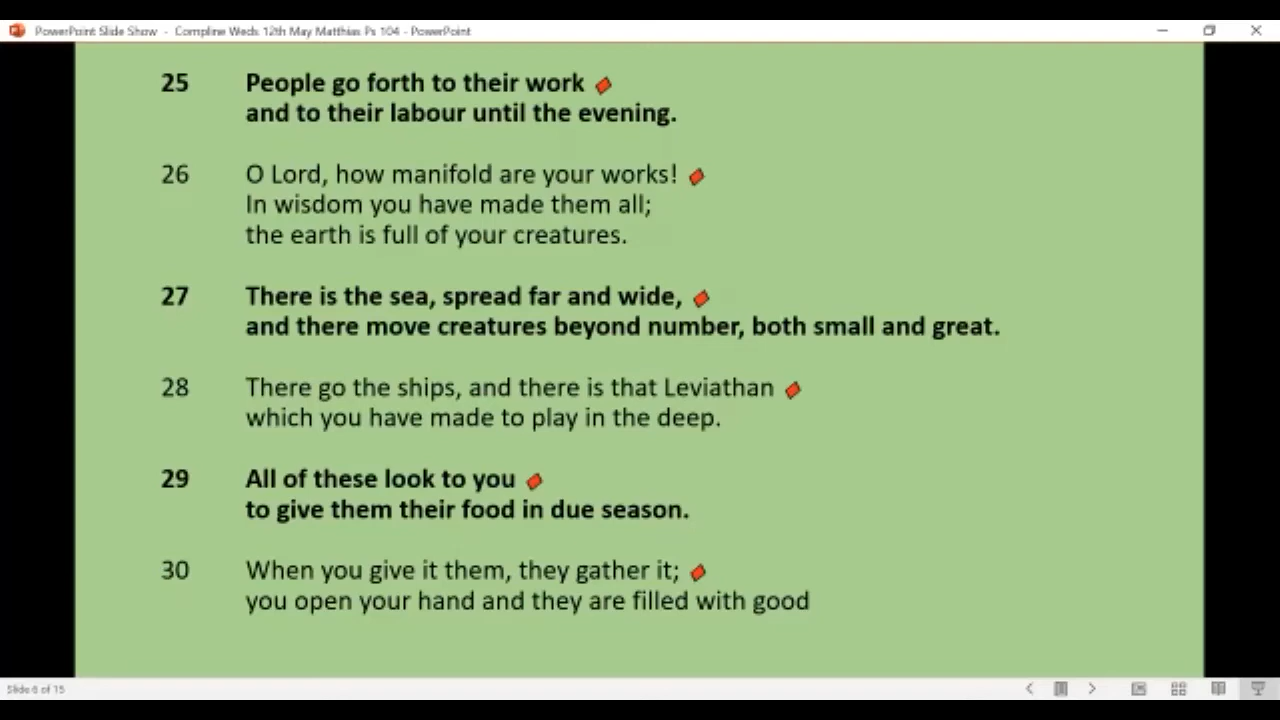 PowerPoint Slide Show - Compline Weds 12th May Matthias Ps 104 - PowerPoint
25 People go forth to their work
and to their labour until the evening.
26 O Lord, how manifold are your works!
In wisdom you have made them all;
the earth is full of your creatures.
27 There is the sea, spread far and wide,
and there move creatures beyond number, both small and great.
28 There go the ships, and there is that Leviathan
which you have made to play in the deep.
29 All of these look to you
to give them their food in due season.
30 When you give it them, they gather it;
you open your hand and they are filled with good
Slide 6 of 15